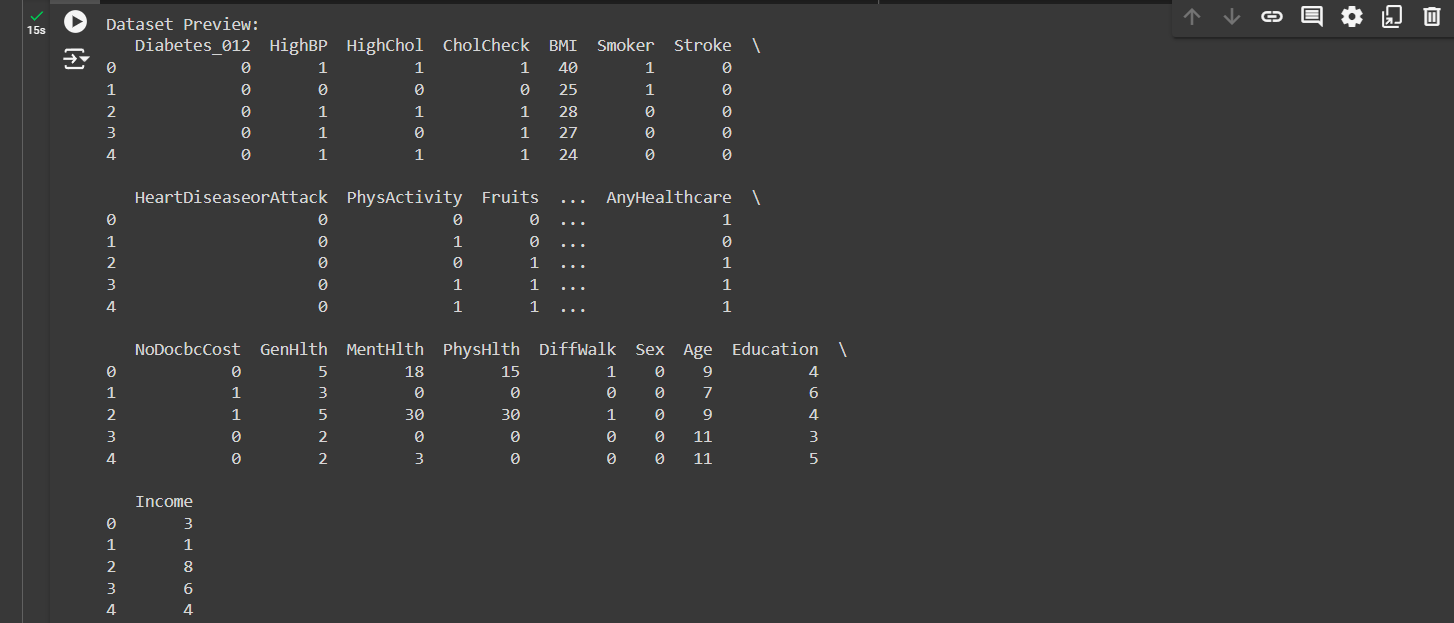 15s
Dataset Preview:
Diabetes_012 HighBP HighChol CholCheck BMI Smoker Stroke \
0 0 1 1 1 40 1 0
1 0 0 0 0 25 1 0
2 0 1 1 1 28 0 0
3 0 1 0 1 27 0 0
4 0 1 1 1 24 0 0
HeartDiseaseorAttack PhysActivity Fruits ... AnyHealthcare \
0 0 0 0 ... 1
1 0 1 0 ... 0
2 0 0 1 ... 1
3 0 1 1 ... 1
4 0 1 1 ... 1
NoDocbcCost GenHlth MentHlth PhysHlth DiffWalk Sex Age Education \
0 0 5 18 15 1 0 9 4
1 1 3 0 0 0 0 7 6
2 1 5 30 30 1 0 9 4
3 0 2 0 0 0 0 11 3
4 0 2 3 0 0 0 11 5
Income
0 3
1 1
2 8
3 6
4 4